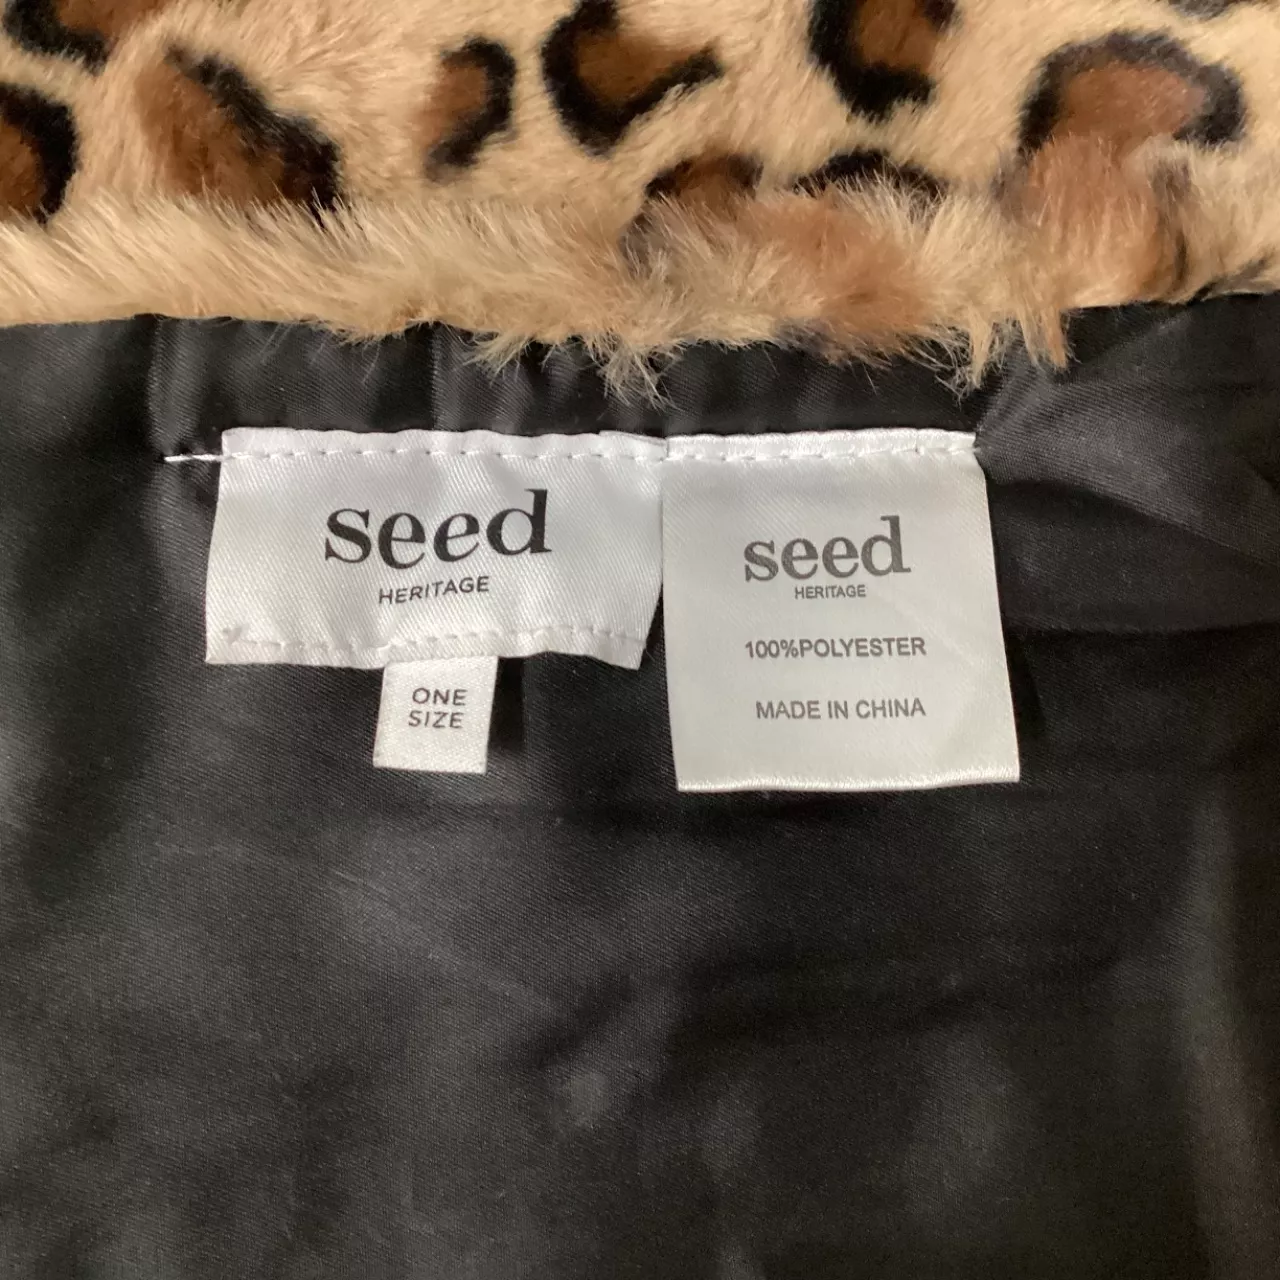 seed
HERITAGE
ONE
SIZE
seed
HERITAGE
100%POLYESTER
MADE IN CHINA